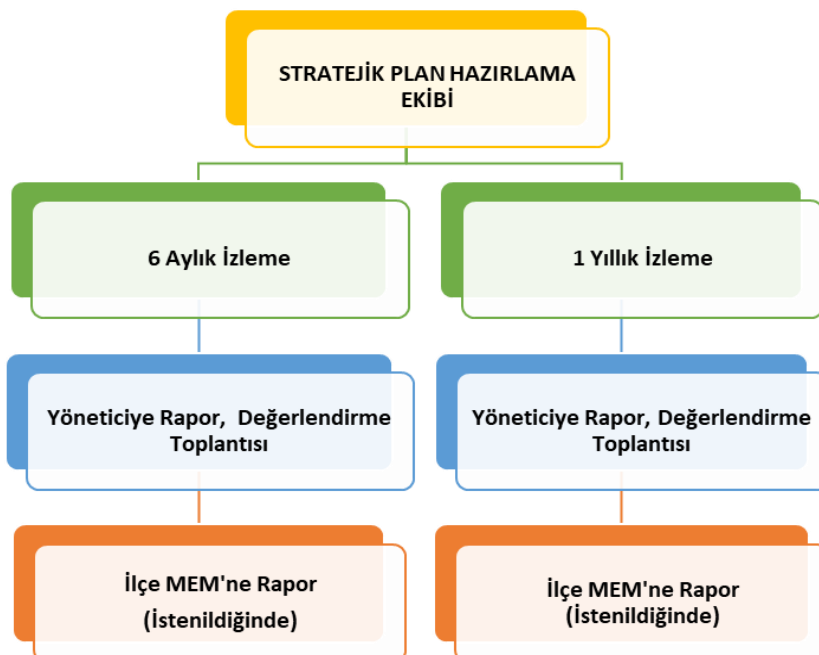 STRATEJİK PLAN HAZIRLAMA
EKİBİ
6 Aylık İzleme
1 Yıllık İzleme
Yöneticiye Rapor, Değerlendirme
Toplantısı
Yöneticiye Rapor, Değerlendirme
Toplantısı
İlçe MEM'ne Rapor
(İstenildiğinde)
İlçe MEM'ne Rapor
(İstenildiğinde)